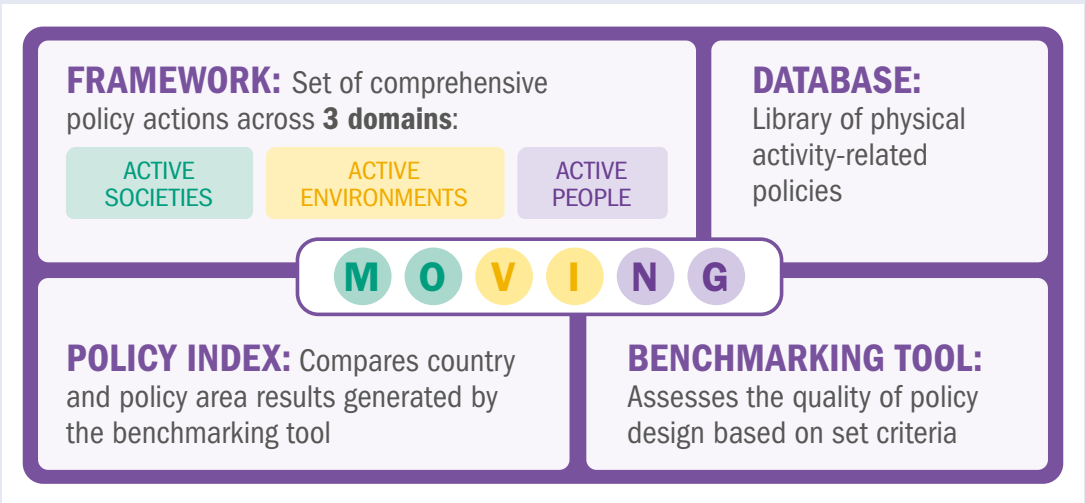 FRAMEWORK: Set of comprehensive
policy actions across 3 domains:
ACTIVE
SOCIETIES
ACTIVE
ENVIRONMENTS
ACTIVE
PEOPLE
DATABASE:
Library of physical
activity-related
policies
MOVING
POLICY INDEX: Compares country
and policy area results generated by
the benchmarking tool
BENCHMARKING TOOL:
Assesses the quality of policy
design based on set criteria